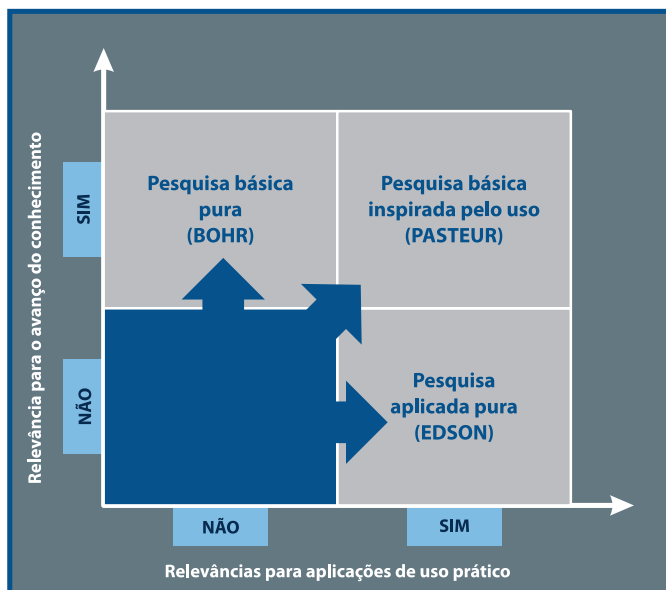 Relevância para o avanço do conhecimento
SIM
NÃO
Pesquisa básica
pura
(BOHR)
Pesquisa básica
inspirada pelo uso
(PASTEUR)
Pesquisa
aplicada pura
(EDSON)
NÃO
SIM
Relevâncias para aplicações de uso prático